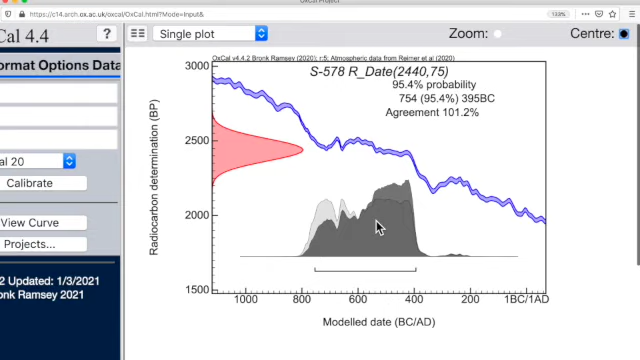 OxCal Project
https://c14.arch.ox.ac.uk/oxcal/OxCal.html?Mode=Input&
133%
Cal 4.4
?
Single plot
Zoom:
Centre:
Format Options Data
al 20
Calibrate
View Curve
Projects...
2 Updated: 1/3/2021
nk Ramsey 2021
OxCal v4.4.2 Bronk Ramsey (2020); r:5; Atmospheric data from Reimer et al (2020)
S-578 R_Date(2440,75)
95.4% probability
754 (95.4%) 395BC
Agreement 101.2%
Radiocarbon determination (BP)
3000
2500
2000
1500
1000
800
600
400
200
1BC/1AD
Modelled date (BC/AD)